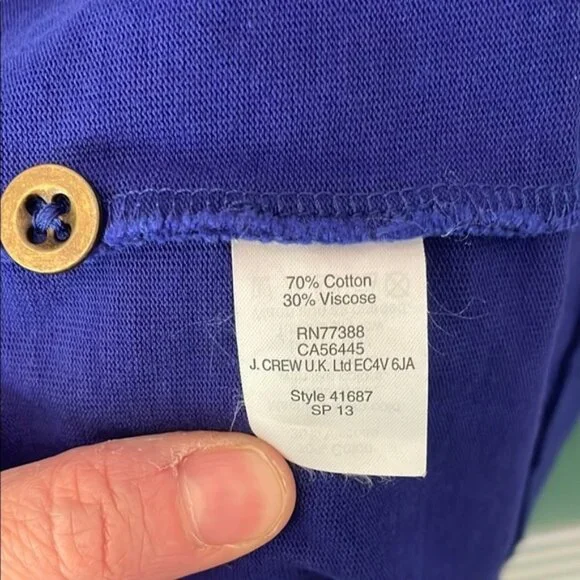 70% Cotton
30% Viscose
RN77388
CA56445
J. CREW U.K. Ltd EC4V 6JA
Style 41687
SP 13